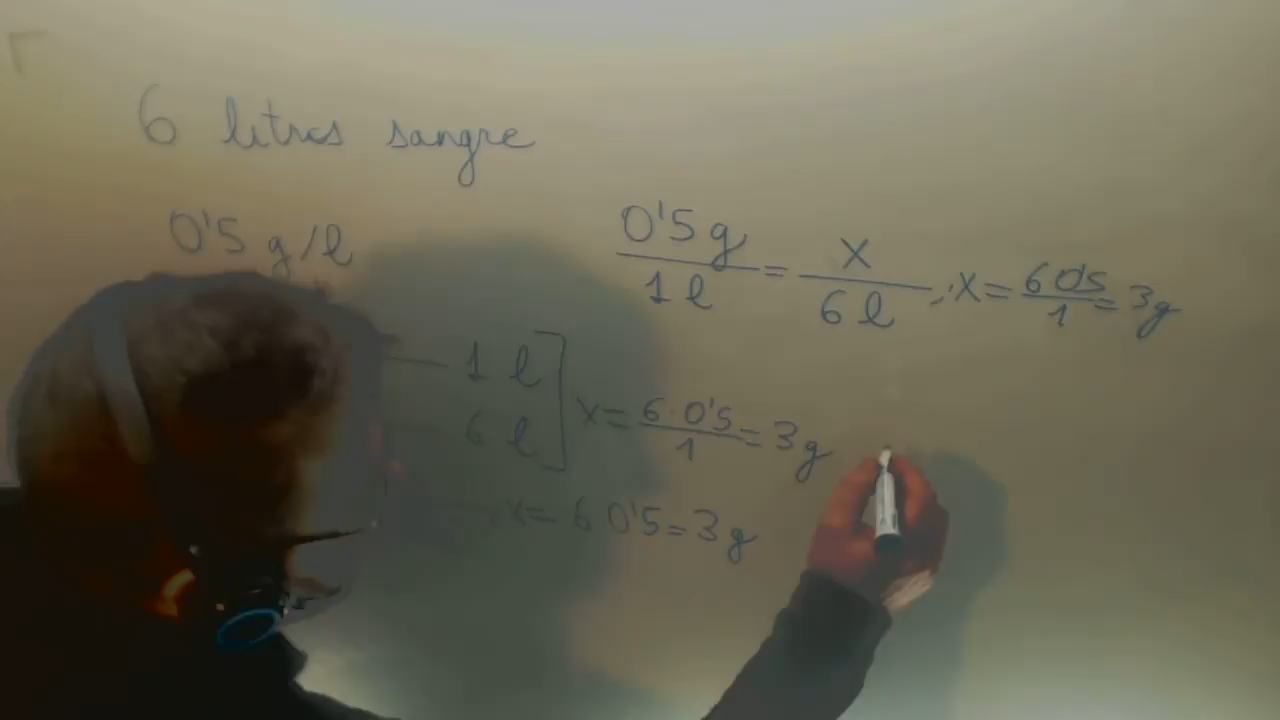 6 litros sangre
0'5 g/l
0'5 g / 1 l = x / 6 l ; x = 6 0'5 / 1 = 3g
1 l
6 l
x = 6 · 0'5 / 1 = 3g
x = 6 0'5 = 3g